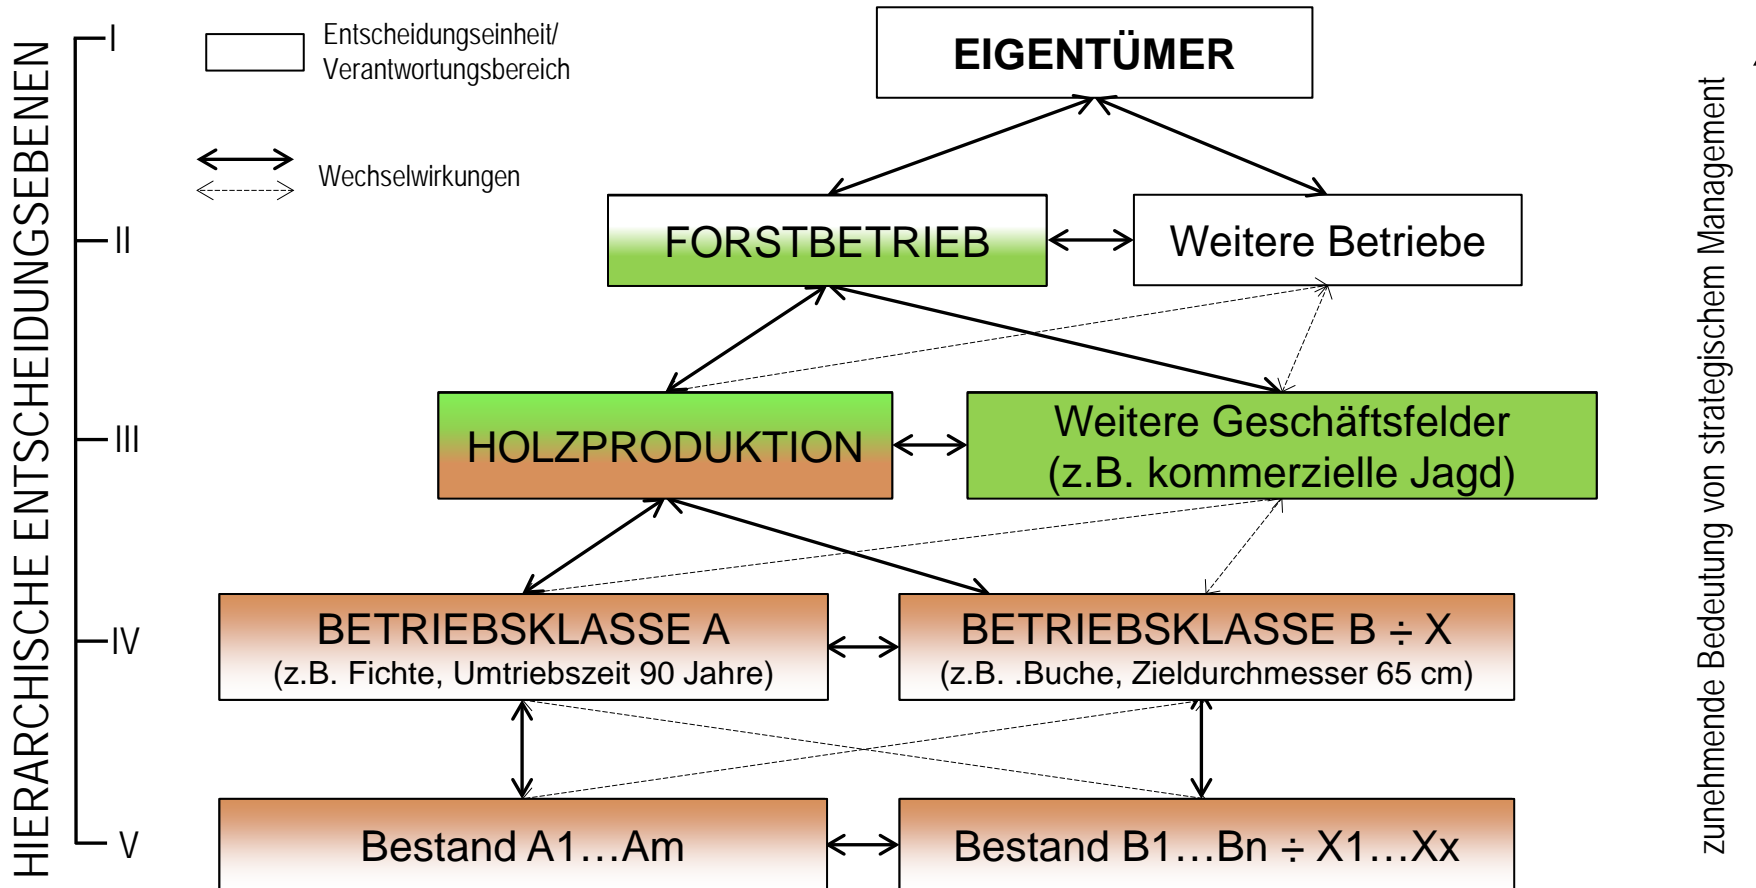 HIERARCHISCHE ENTSCHEIDUNGSEBENEN
I
Entscheidungseinheit/
Verantwortungsbereich
EIGENTÜMER
Wechselwirkungen
II
FORSTBETRIEB
Weitere Betriebe
III
HOLZPRODUKTION
Weitere Geschäftsfelder
(z.B. kommerzielle Jagd)
IV
BETRIEBSKLASSE A
(z.B. Fichte, Umtriebszeit 90 Jahre)
BETRIEBSKLASSE B ÷ X
(z.B. .Buche, Zieldurchmesser 65 cm)
V
Bestand A1…Am
Bestand B1…Bn ÷ X1…Xx
zunehmende Bedeutung von strategischem Management